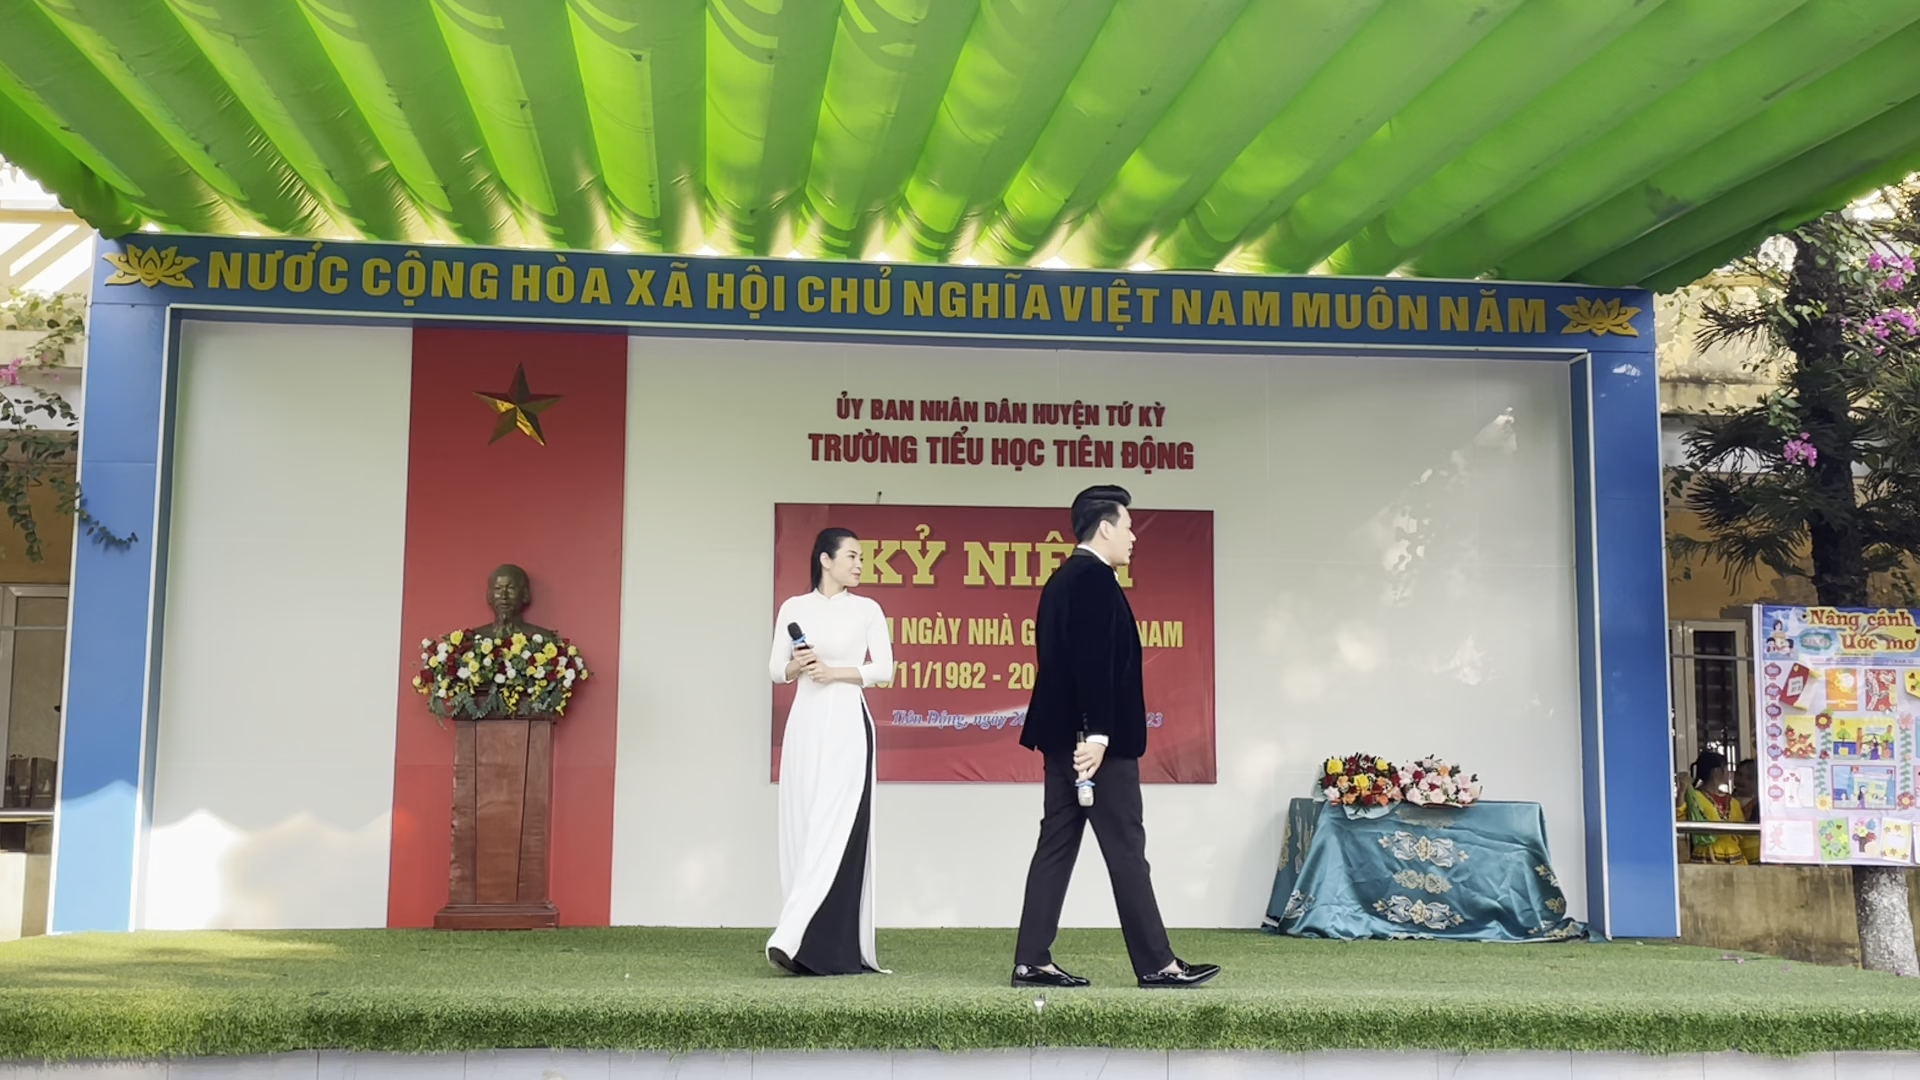 NƯỚC CỘNG HÒA XÃ HỘI CHỦ NGHĨA VIỆT NAM MUÔN NĂM
ỦY BAN NHÂN DÂN HUYỆN TỨ KỲ
TRƯỜNG TIỂU HỌC TIÊN ĐỘNG
KỶ NIỆM
NGÀY NHÀ G NAM
/11/1982 - 20
Tiên Động, ngày 2 23
Nâng cánh
Ước mơ